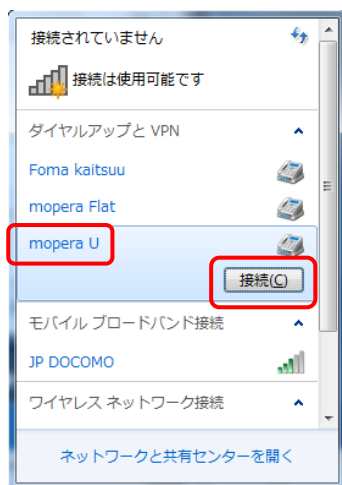 接続されていません
接続は使用可能です
ダイヤルアップと VPN
Foma kaitsuu
mopera Flat
mopera U
接続(C)
モバイル ブロードバンド接続
JP DOCOMO
ワイヤレス ネットワーク接続
ネットワークと共有センターを開く